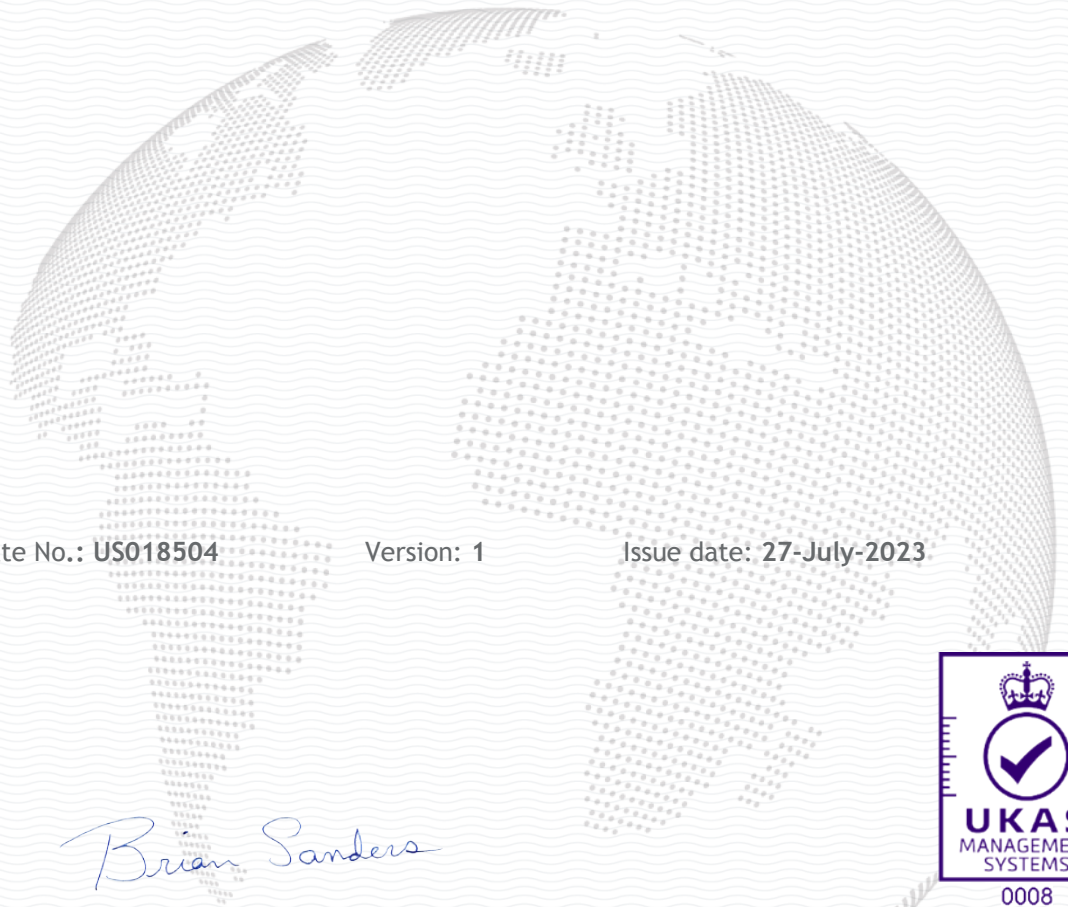 te No.: US018504 Version: 1 Issue date: 27-July-2023
Brian Sanders
UKAS
MANAGEME
SYSTEMS
0008